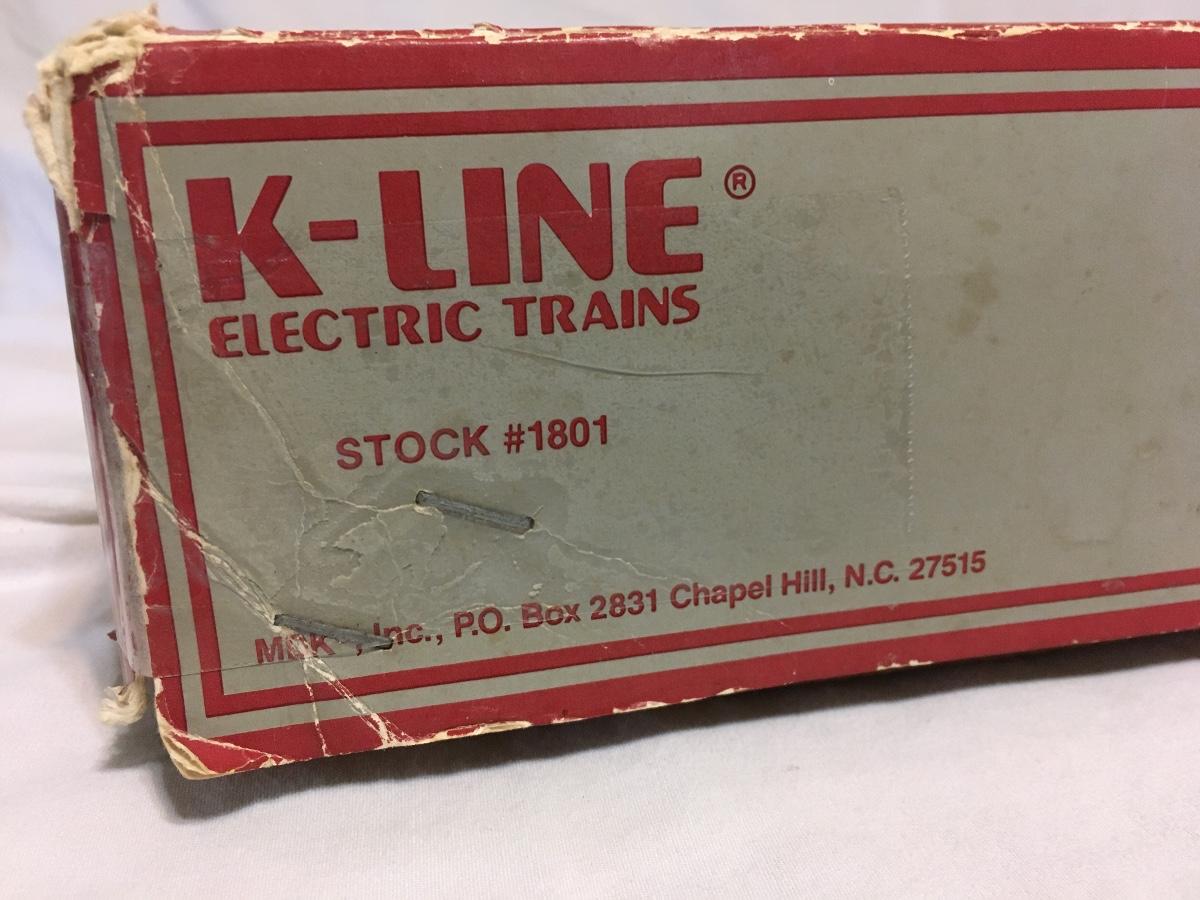 K-LINE®
ELECTRIC TRAINS
STOCK #1801
Inc., P.O. Box 2831 Chapel Hill, N.C. 27515